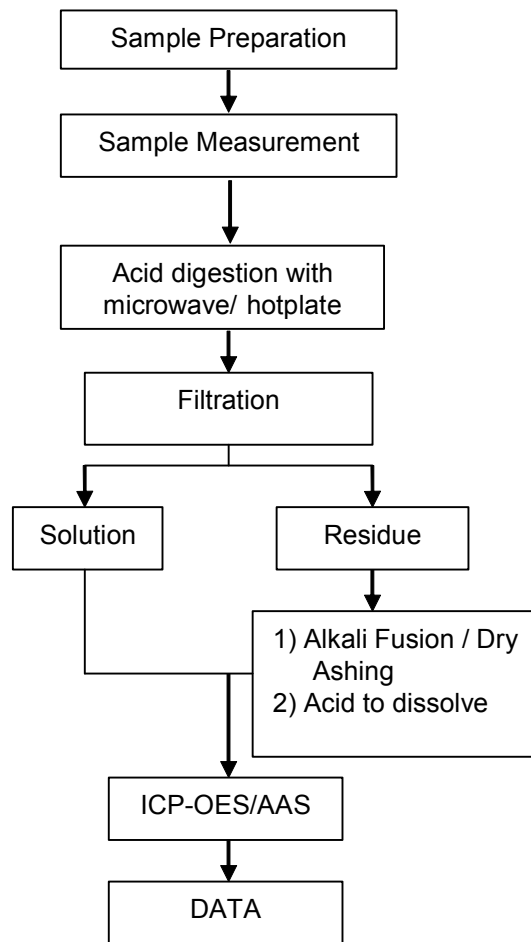 Sample Preparation
Sample Measurement
Acid digestion with
microwave/ hotplate
Filtration
Solution
Residue
1) Alkali Fusion / Dry
Ashing
2) Acid to dissolve
ICP-OES/AAS
DATA